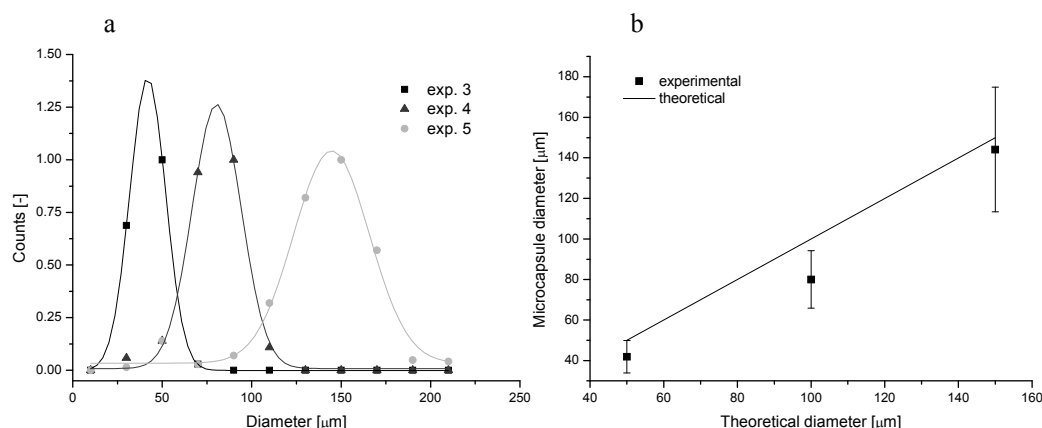 a
1.50
1.25
1.00
0.75
0.50
0.25
0.00
Counts [-]
0
50
100
150
200
250
Diameter [μm]
exp. 3
exp. 4
exp. 5
b
180
160
140
120
100
80
60
40
Microcapsule diameter [μm]
40
60
80
100
120
140
160
Theoretical diameter [μm]
experimental
theoretical